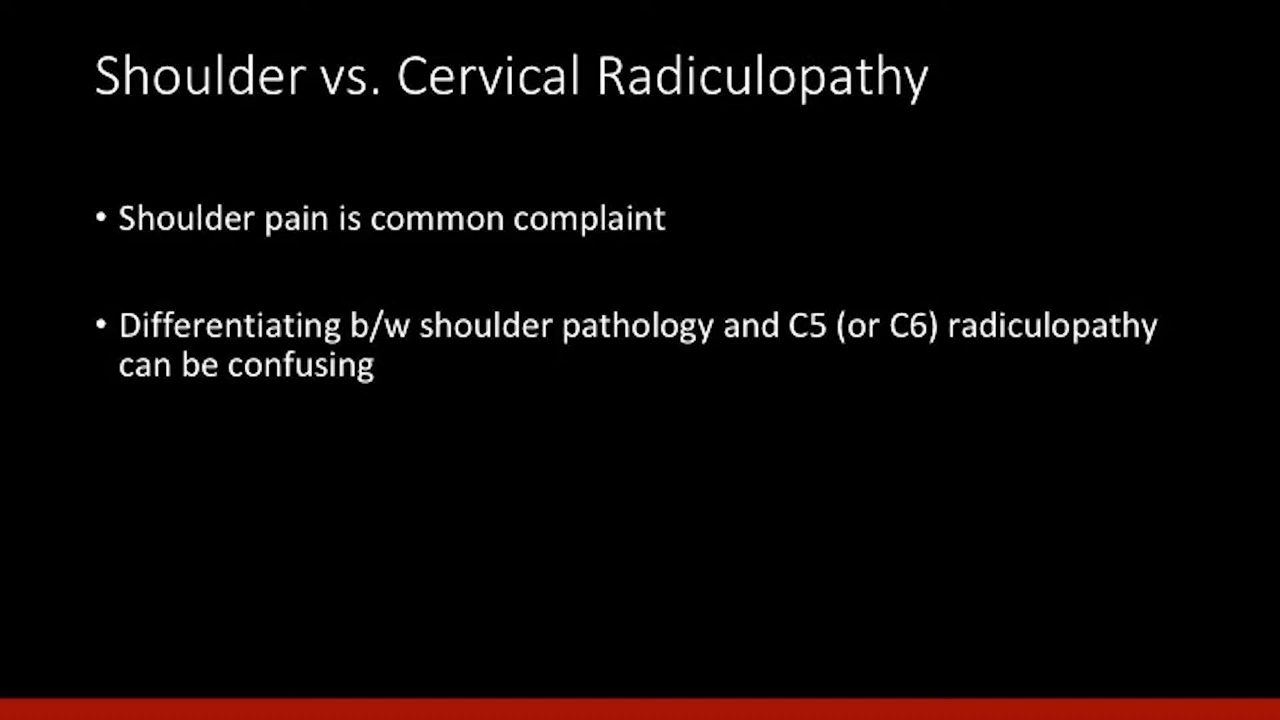 Shoulder vs. Cervical Radiculopathy
• Shoulder pain is common complaint
• Differentiating b/w shoulder pathology and C5 (or C6) radiculopathy
can be confusing